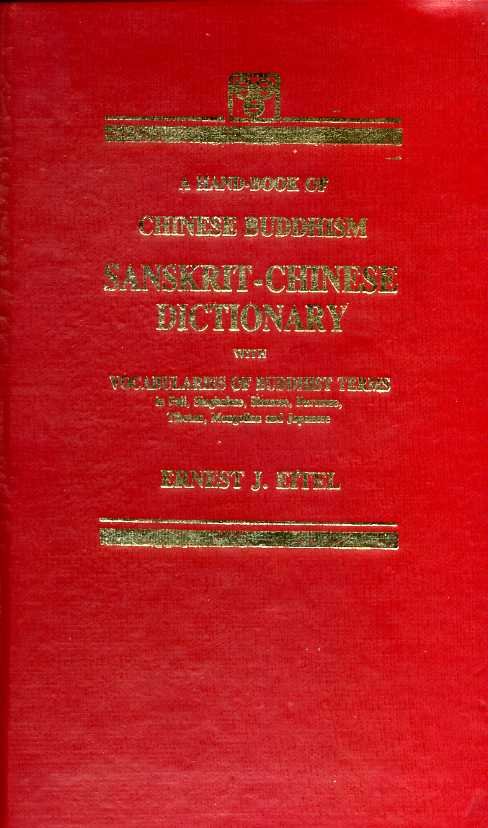 A HAND-BOOK OF
CHINESE BUDDHISM
SANSKRIT-CHINESE
DICTIONARY
WITH
VOCABULARIES OF BUDDHIST TERMS
in Pali, Singhalese, Siamese, Burmese,
Tibetan, Mongolian and Japanese
ERNEST J. EITEL